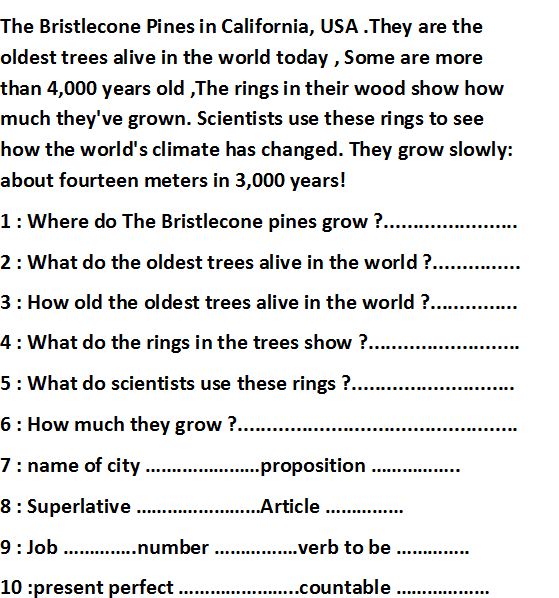 The Bristlecone Pines in California, USA .They are the
oldest trees alive in the world today , Some are more
than 4,000 years old ,The rings in their wood show how
much they've grown. Scientists use these rings to see
how the world's climate has changed. They grow slowly:
about fourteen meters in 3,000 years!
1 : Where do The Bristlecone pines grow ?.......................
2 : What do the oldest trees alive in the world ?...............
3 : How old the oldest trees alive in the world ?...............
4 : What do the rings in the trees show ?..........................
5 : What do scientists use these rings ?............................
6 : How much they grow ?................................................
7 : name of city ......................proposition .................
8 : Superlative ........................Article ...............
9 : Job ..............number ................verb to be ..............
10 :present perfect .......................countable ..................